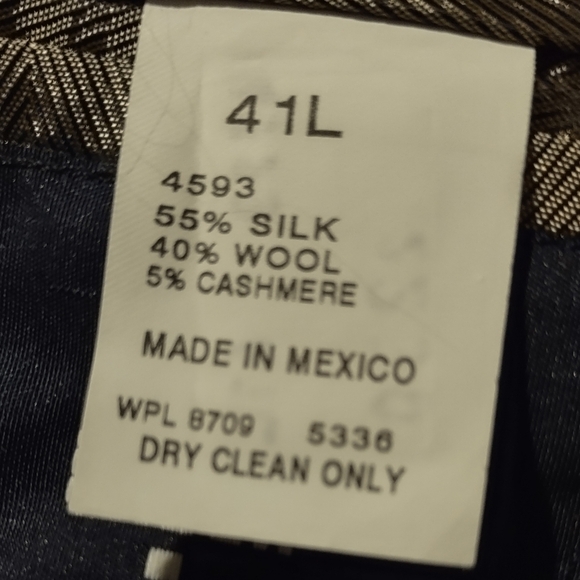 41L
4593
55% SILK
40% WOOL
5% CASHMERE
MADE IN MEXICO
WPL 8709 5336
DRY CLEAN ONLY